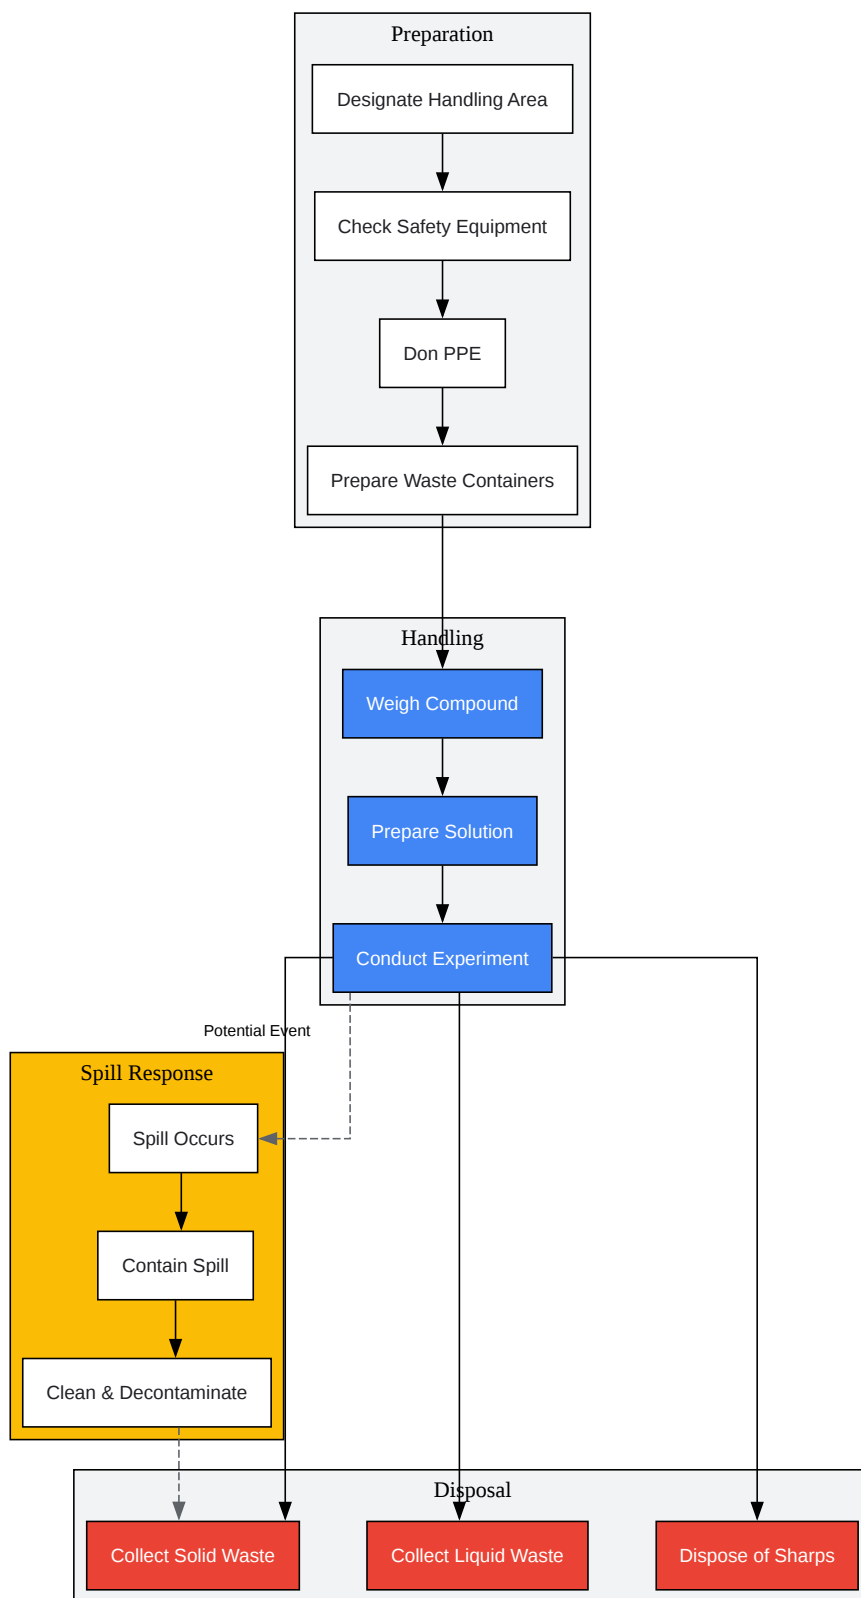 Preparation
Designate Handling Area
Check Safety Equipment
Don PPE
Prepare Waste Containers
Handling
Weigh Compound
Prepare Solution
Conduct Experiment
Potential Event
Spill Response
Spill Occurs
Contain Spill
Clean & Decontaminate
Disposal
Collect Solid Waste
Collect Liquid Waste
Dispose of Sharps